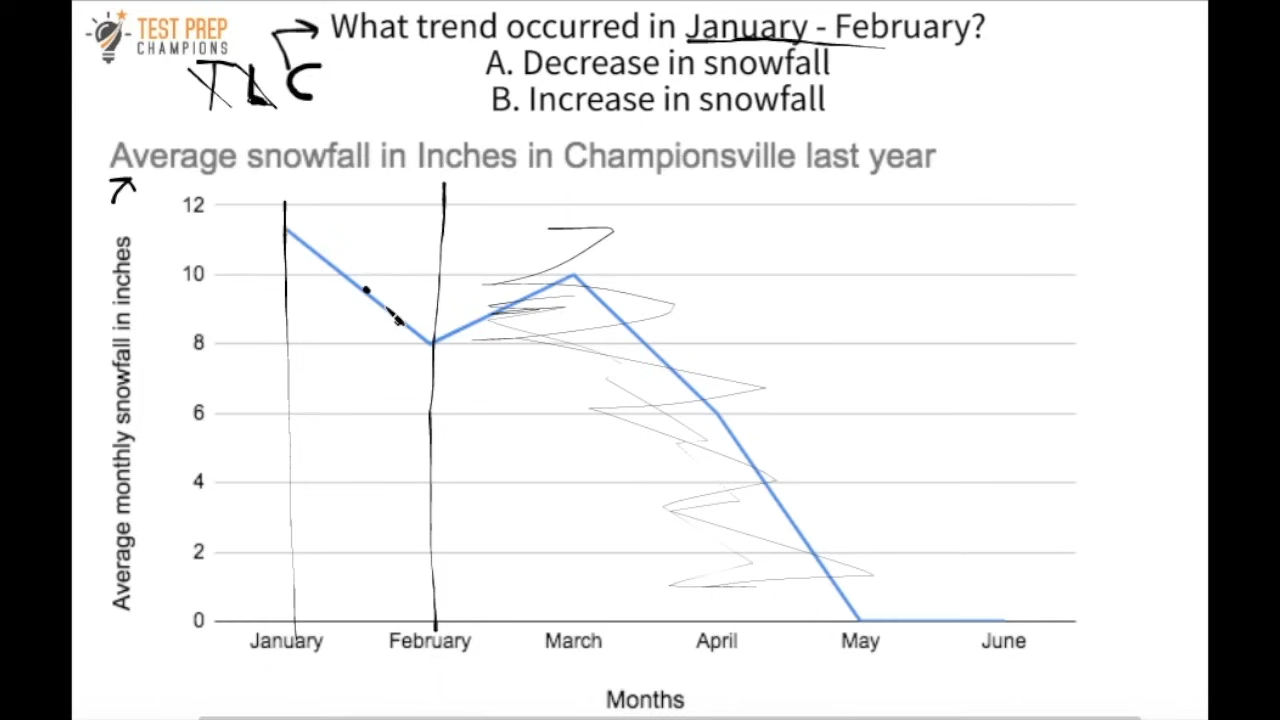 TEST PREP
CHAMPIONS
What trend occurred in January - February?
TLC
A. Decrease in snowfall
B. Increase in snowfall
Average snowfall in Inches in Championsville last year
Average monthly snowfall in inches
12
10
8
6
4
2
0
January February March April May June
Months